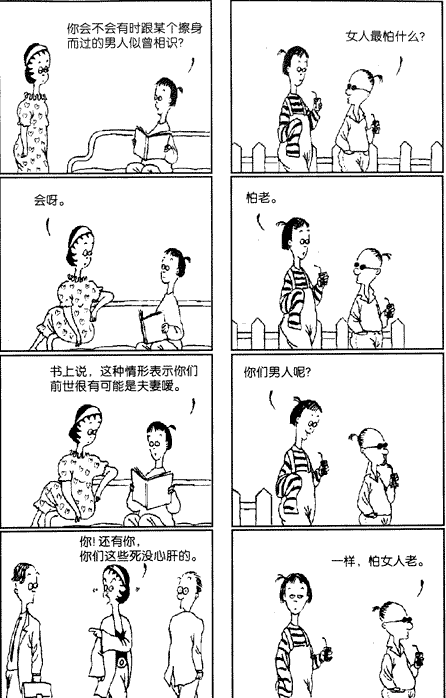 你会不会有时跟某个擦身
而过的男人似曾相识?
会呀。
书上说，这种情形表示你们
前世很有可能是夫妻嗳。
你! 还有你，
你们这些死没心肝的。
女人最怕什么?
怕老。
你们男人呢?
一样，怕女人老。